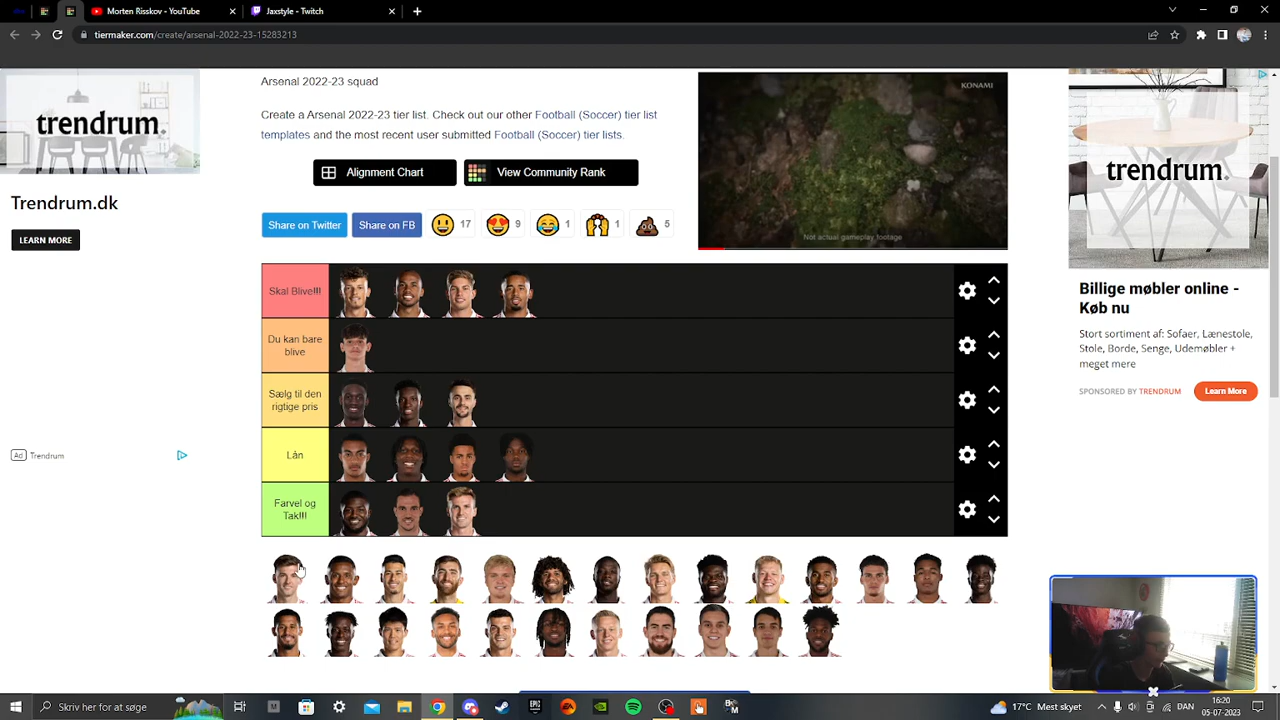 Morten Risskov - YouTube
Jaxstyle - Twitch
tiermaker.com/create/arsenal-2022-23-15283213
trendrum.
Trendrum.dk
LEARN MORE
Ad
Trendrum
Arsenal 2022-23 squad
Create a Arsenal 2022-23 tier list. Check out our other Football (Soccer) tier list
templates and the most recent user submitted Football (Soccer) tier lists.
Alignment Chart
View Community Rank
Share on Twitter
Share on FB
17
9
1
1
5
KONAMI
Not actual gameplay footage
Skal Blive!!!
Du kan bare
blive
Sælg til den
rigtige pris
Lån
Farvel og
Tak!!!
trendrum.
Billige møbler online -
Køb nu
Stort sortiment af: Sofaer, Lænestole,
Stole, Borde, Senge, Udemøbler +
meget mere
SPONSORED BY TRENDRUM
Learn More
Skriv her for at søge
17°C Meget skyet
DAN
16:20
05-07-2023